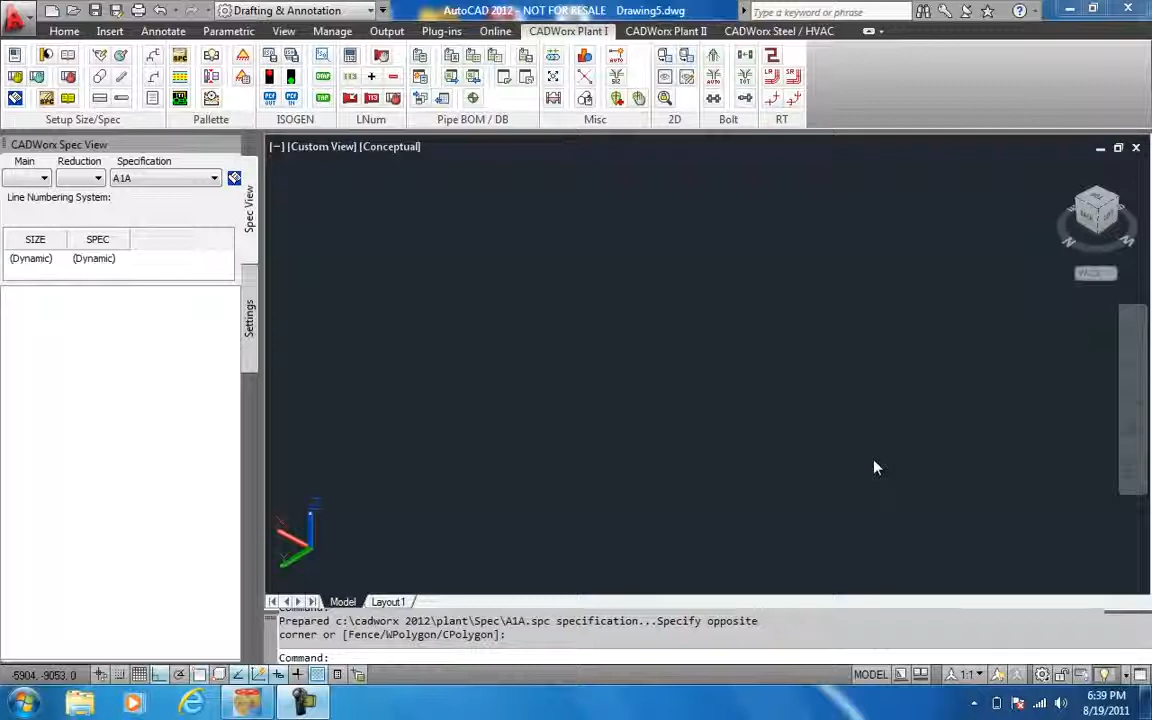 AutoCAD 2012 - NOT FOR RESALE Drawing5.dwg
Drafting & Annotation
Type a keyword or phrase
Home Insert Annotate Parametric View Manage Output Plug-ins Online CADWorx Plant I CADWorx Plant II CADWorx Steel / HVAC
Setup Size/Spec Pallette ISOGEN LNum Pipe BOM / DB Misc 2D Bolt RT
CADWorx Spec View
Main Reduction Specification
A1A
Line Numbering System:
SIZE SPEC
(Dynamic) (Dynamic)
Spec View
Settings
[−] [Custom View] [Conceptual]
Model Layout1
Prepared c:\cadworx 2012\plant\Spec\A1A.spc specification...Specify opposite
corner or [Fence/WPolygon/CPolygon]:
Command:
-5904, -9053, 0
MODEL
1:1
6:39 PM
8/19/2011